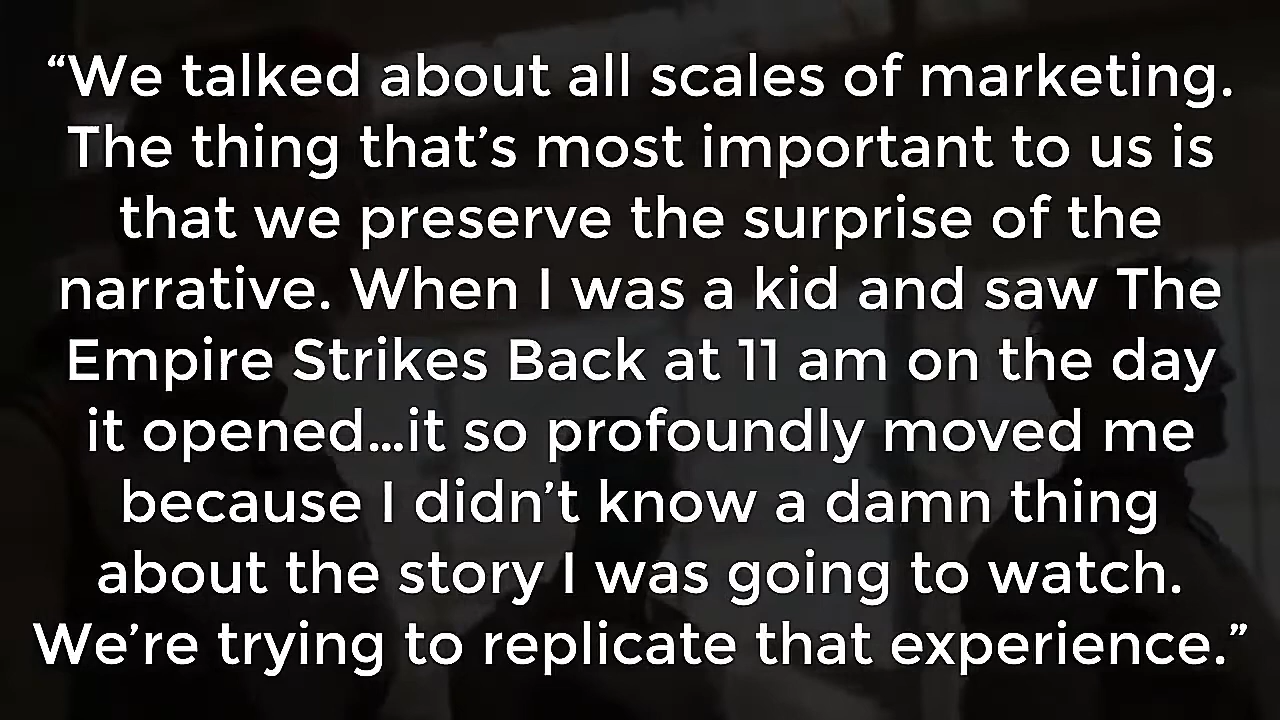 “We talked about all scales of marketing.
The thing that’s most important to us is
that we preserve the surprise of the
narrative. When I was a kid and saw The
Empire Strikes Back at 11 am on the day
it opened...it so profoundly moved me
because I didn’t know a damn thing
about the story I was going to watch.
We’re trying to replicate that experience.”